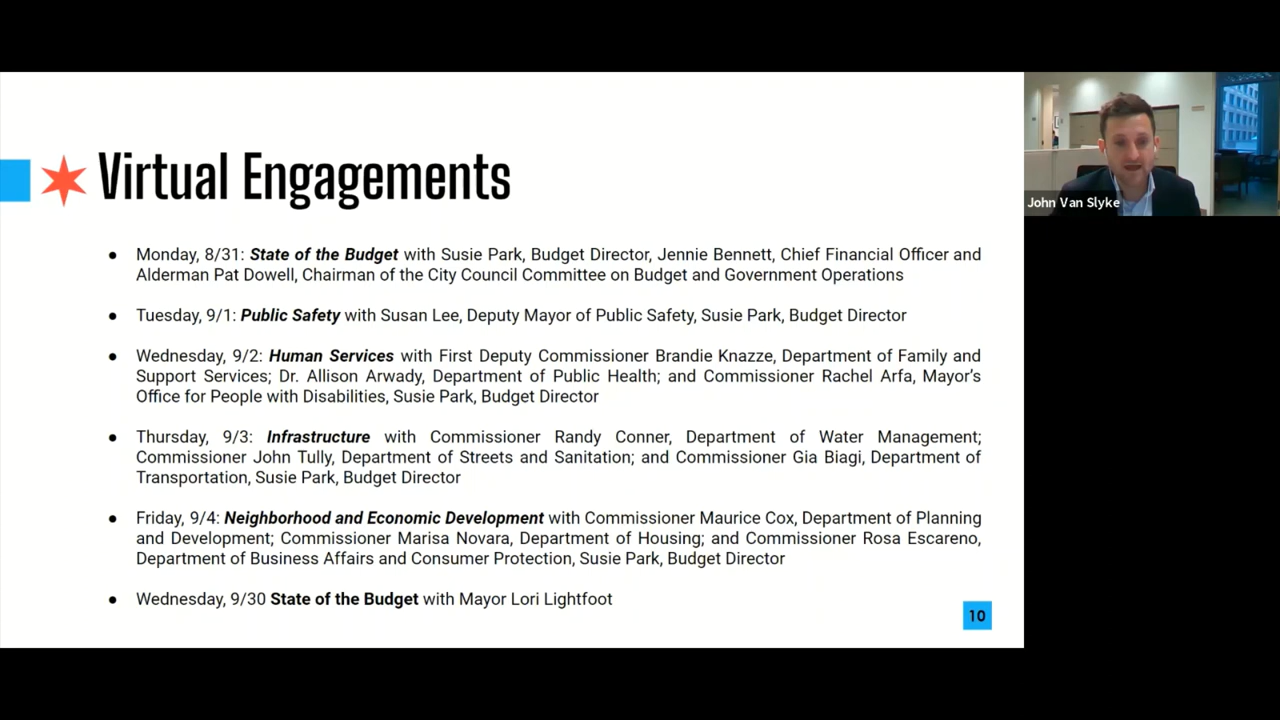 Virtual Engagements
● Monday, 8/31: State of the Budget with Susie Park, Budget Director, Jennie Bennett, Chief Financial Officer and
Alderman Pat Dowell, Chairman of the City Council Committee on Budget and Government Operations
● Tuesday, 9/1: Public Safety with Susan Lee, Deputy Mayor of Public Safety, Susie Park, Budget Director
● Wednesday, 9/2: Human Services with First Deputy Commissioner Brandie Knazze, Department of Family and
Support Services; Dr. Allison Arwady, Department of Public Health; and Commissioner Rachel Arfa, Mayor’s
Office for People with Disabilities, Susie Park, Budget Director
● Thursday, 9/3: Infrastructure with Commissioner Randy Conner, Department of Water Management;
Commissioner John Tully, Department of Streets and Sanitation; and Commissioner Gia Biagi, Department of
Transportation, Susie Park, Budget Director
● Friday, 9/4: Neighborhood and Economic Development with Commissioner Maurice Cox, Department of Planning
and Development; Commissioner Marisa Novara, Department of Housing; and Commissioner Rosa Escareno,
Department of Business Affairs and Consumer Protection, Susie Park, Budget Director
● Wednesday, 9/30 State of the Budget with Mayor Lori Lightfoot
10
John Van Slyke